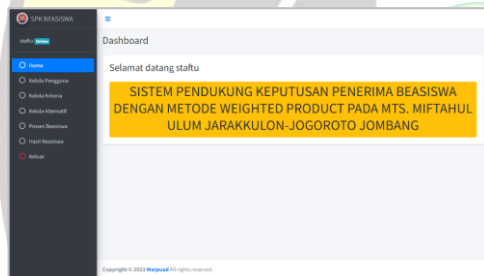 SPK BEASISWA
staftu Online
Home
Kelola Pengguna
Kelola Kriteria
Kelola Alternatif
Proses Beasiswa
Hasil Beasiswa
Keluar
Dashboard
Selamat datang staftu
SISTEM PENDUKUNG KEPUTUSAN PENERIMA BEASISWA
DENGAN METODE WEIGHTED PRODUCT PADA MTS. MIFTAHUL
ULUM JARAKKULON-JOGOROTO JOMBANG
Copyright © 2023 Marpuad All rights reserved.